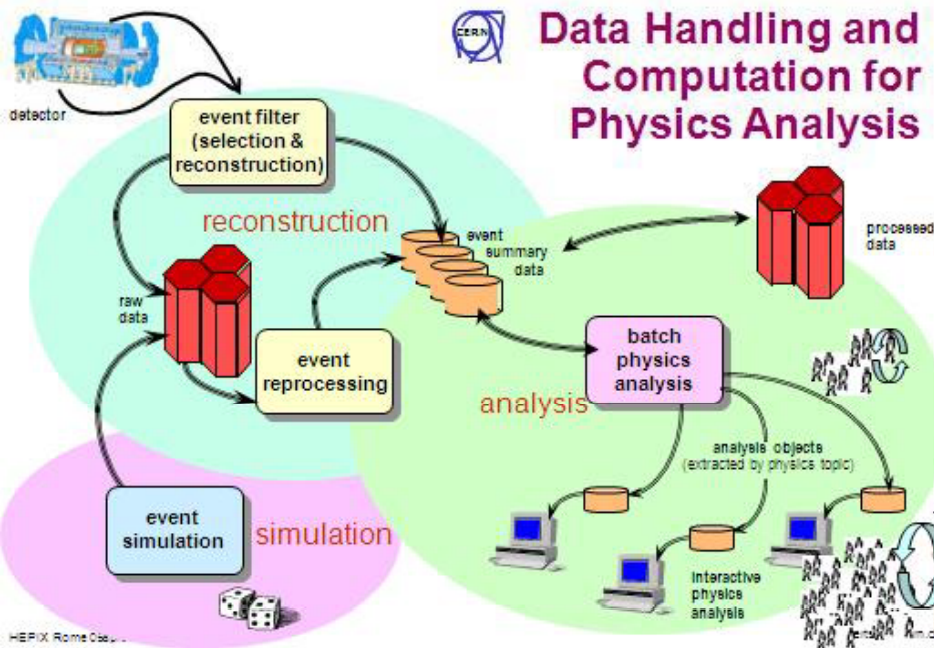 CERN
Data Handling and
Computation for
Physics Analysis
detector
event filter
(selection &
reconstruction)
reconstruction
event
summary
data
processed
data
raw
data
event
reprocessing
batch
physics
analysis
analysis
analysis objects
(extracted by physics topic)
event
simulation
simulation
interactive
physics
analysis
HEPIX Rome